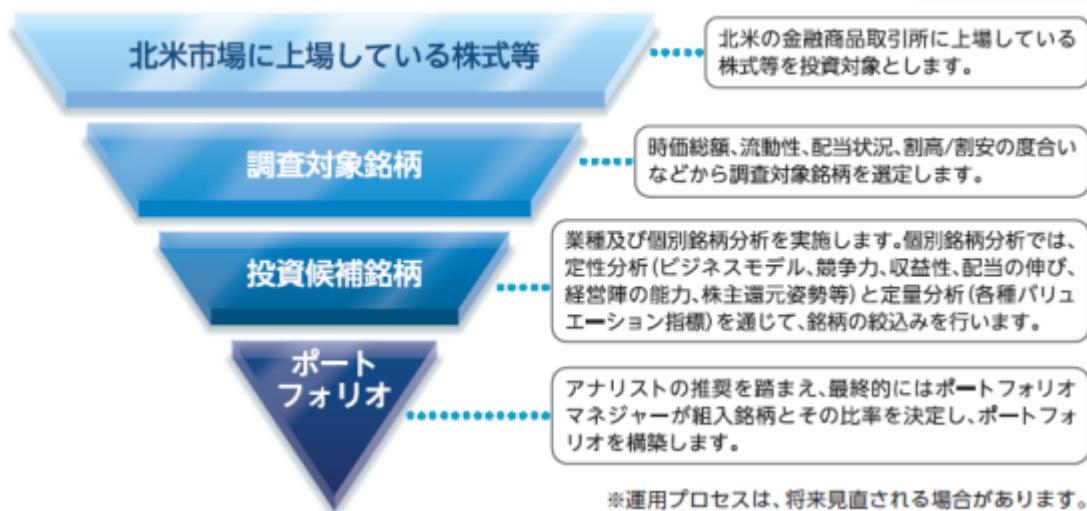 北米市場に上場している株式等
北米の金融商品取引所に上場している
株式等を投資対象とします。
調査対象銘柄
時価総額、流動性、配当状況、割高/割安の度合い
などから調査対象銘柄を選定します。
投資候補銘柄
業種及び個別銘柄分析を実施します。個別銘柄分析では、
定性分析(ビジネスモデル、競争力、収益性、配当の伸び、
経営陣の能力、株主還元姿勢等)と定量分析(各種バリュ
エーション指標)を通じて、銘柄の絞込みを行います。
ポート
フォリオ
アナリストの推奨を踏まえ、最終的にはポートフォリオ
マネジャーが組入銘柄とその比率を決定し、ポートフォ
リオを構築します。
※運用プロセスは、将来見直される場合があります。